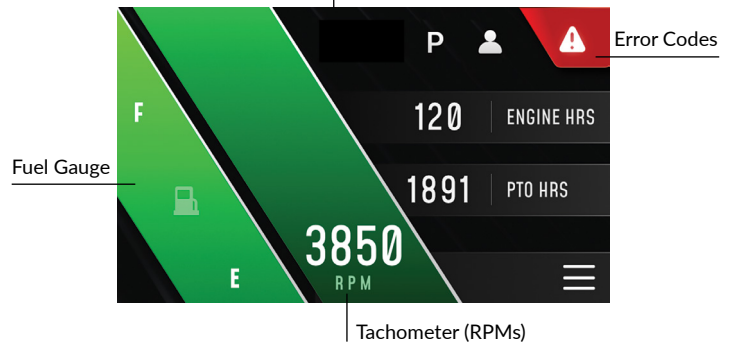 P
Error Codes
F
120 ENGINE HRS
Fuel Gauge
1891 PTO HRS
3850
RPM
E
Tachometer (RPMs)